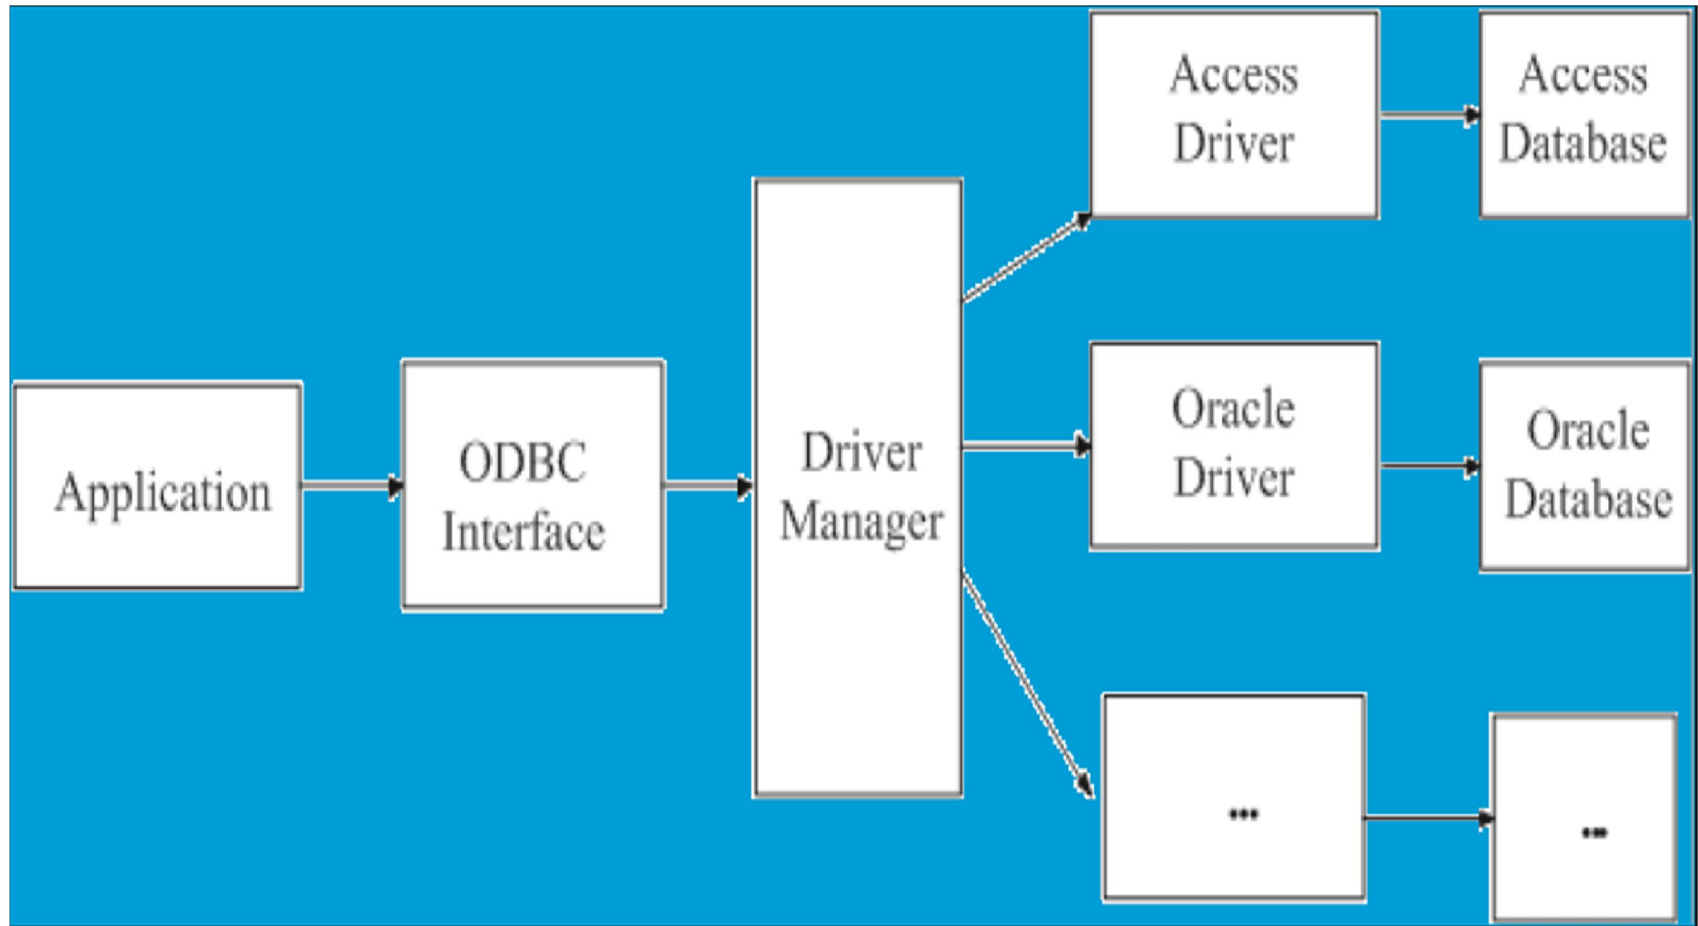 Application
ODBC
Interface
Driver
Manager
Access
Driver
Access
Database
Oracle
Driver
Oracle
Database
...
...